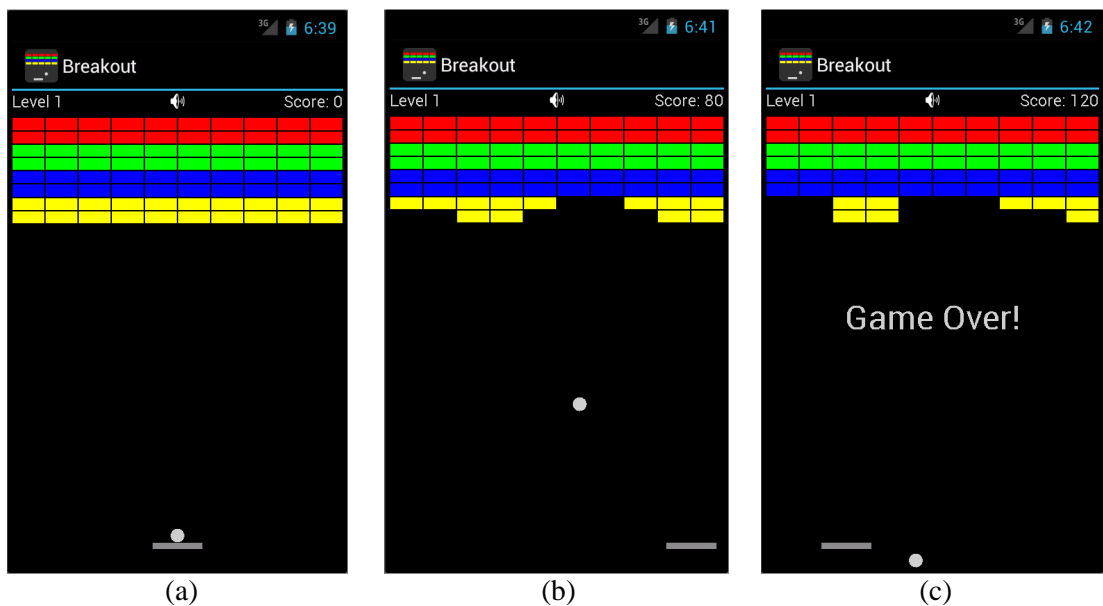 3G 6:39
Breakout
Level 1 Score: 0
(a)
3G 6:41
Breakout
Level 1 Score: 80
(b)
3G 6:42
Breakout
Level 1 Score: 120
Game Over!
(c)